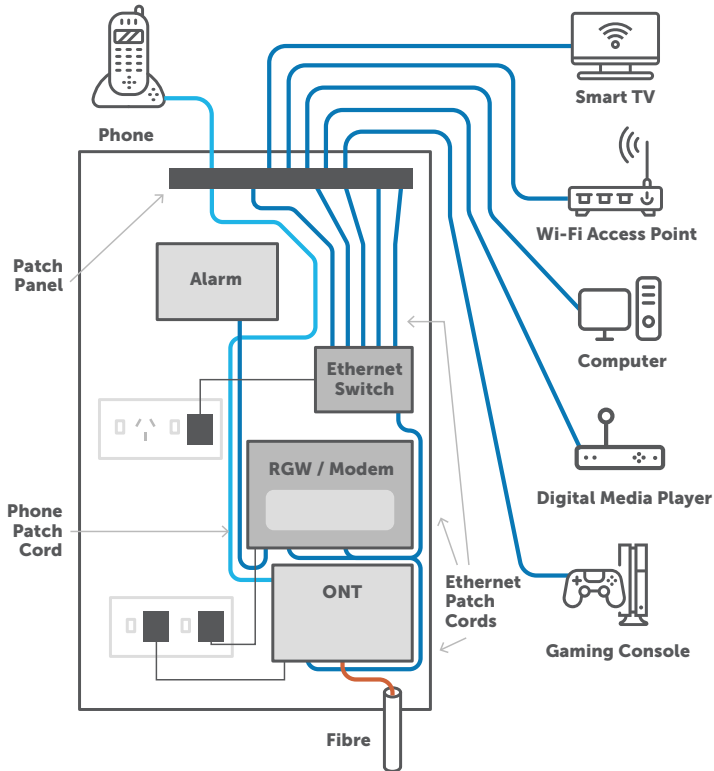 Phone
Smart TV
Wi-Fi Access Point
Patch
Panel
Alarm
Computer
Ethernet
Switch
RGW / Modem
Digital Media Player
Phone
Patch
Cord
ONT
Ethernet
Patch
Cords
Gaming Console
Fibre